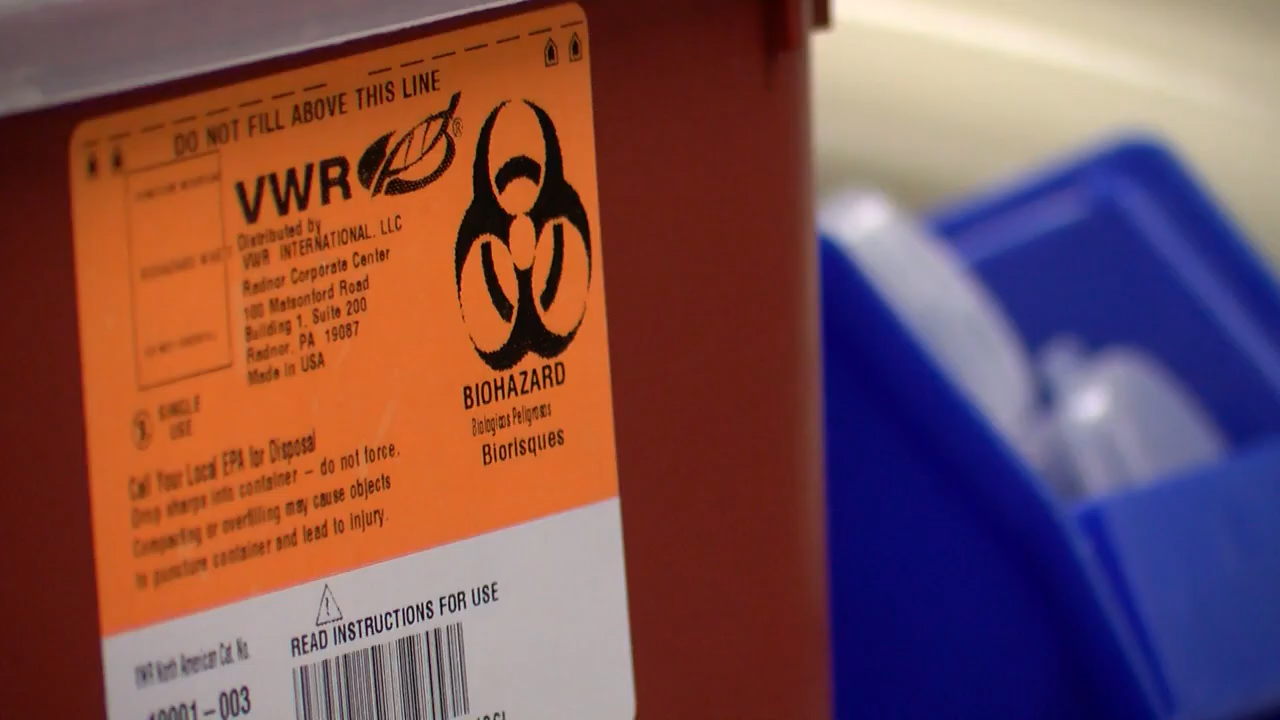 DO NOT FILL ABOVE THIS LINE
VWR®
Distributed by
VWR INTERNATIONAL, LLC
Radnor Corporate Center
100 Matsonford Road
Building 1, Suite 200
Radnor, PA 19087
Made in USA
SINGLE
USE
BIOHAZARD
Biologicos Peligrosos
Biorisques
Call Your Local EPA for Disposal
Drop sharps into container – do not force.
Compacting or overfilling may cause objects
to puncture container and lead to injury.
READ INSTRUCTIONS FOR USE
VWR North American Cat. No.